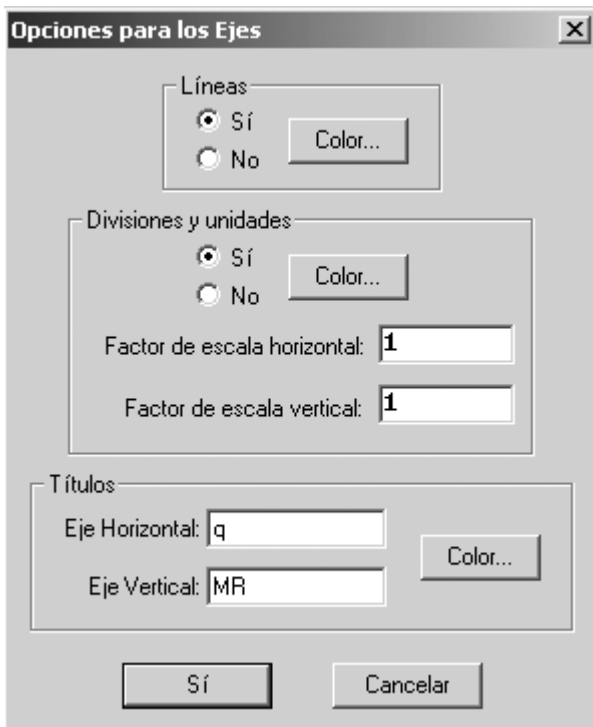 Opciones para los Ejes
Líneas
Sí
No
Color...
Divisiones y unidades
Sí
No
Color...
Factor de escala horizontal: 1
Factor de escala vertical: 1
Títulos
Eje Horizontal: q
Eje Vertical: MR
Color...
Sí
Cancelar